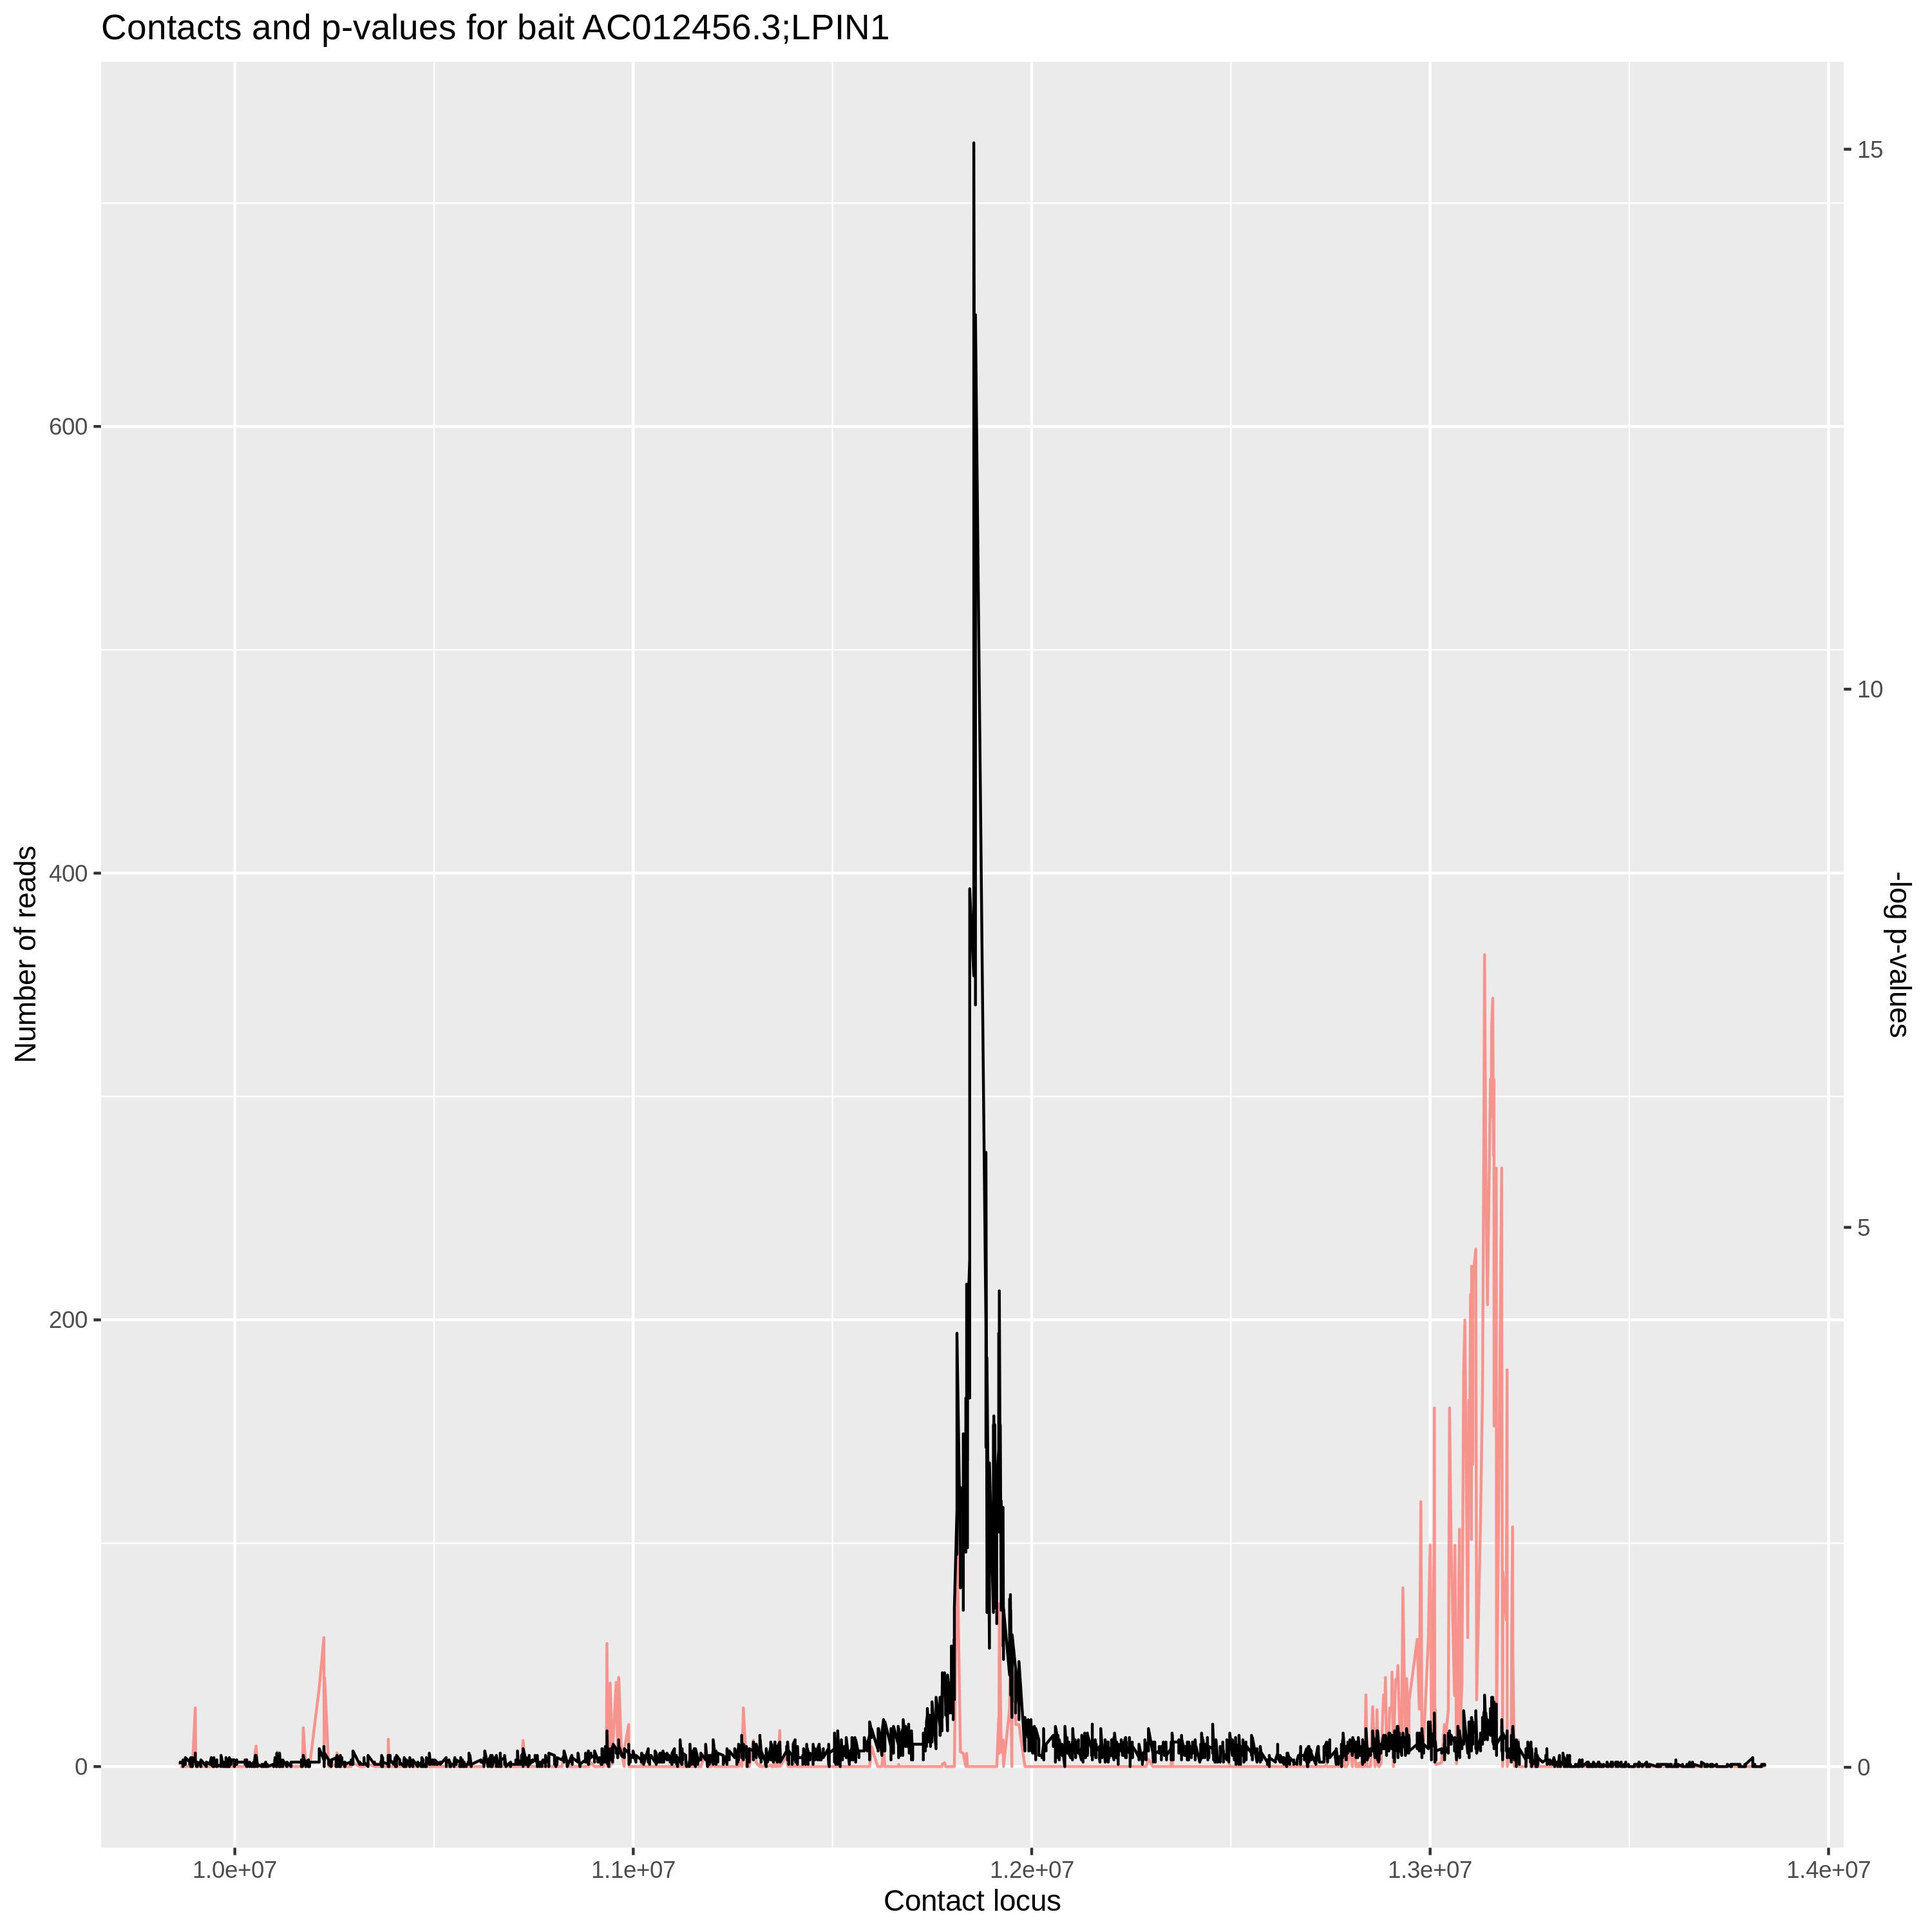 Contacts and p-values for bait AC012456.3;LPIN1
Number of reads
600
400
200
0
15
10
5
0
-log p-values
1.0e+07 1.1e+07 1.2e+07 1.3e+07 1.4e+07
Contact locus